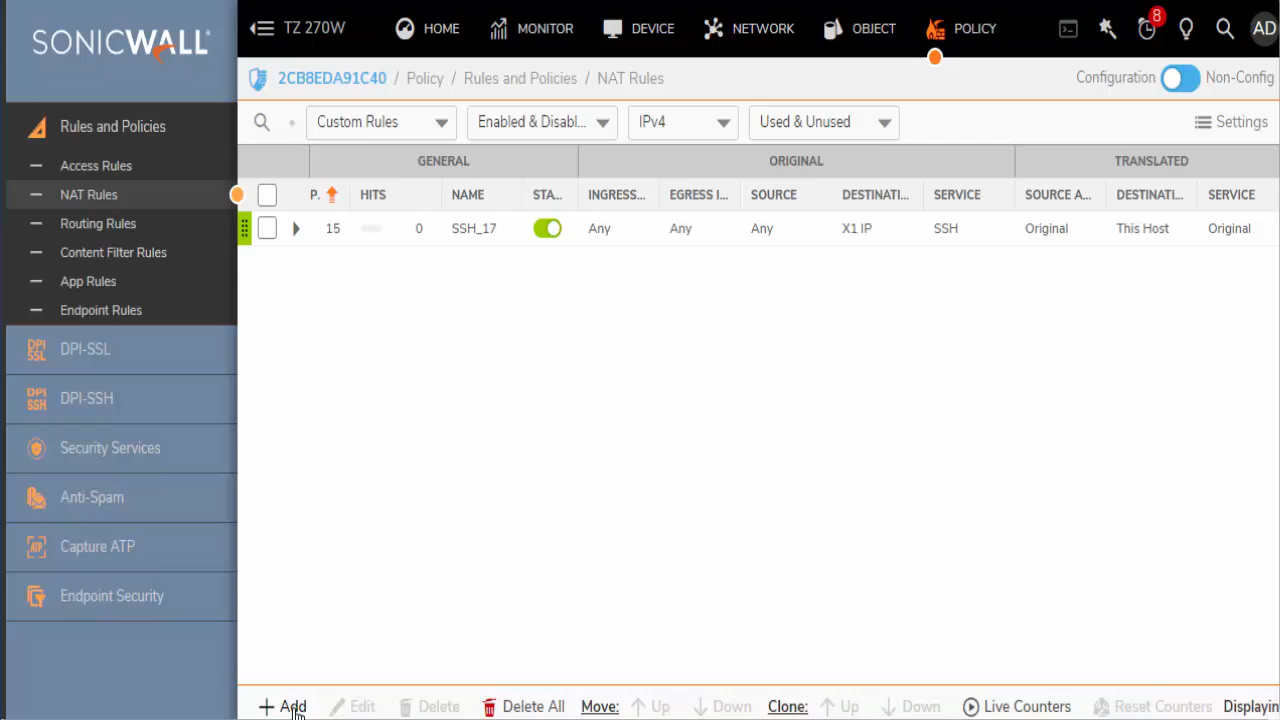 SONICWALL
TZ 270W HOME MONITOR DEVICE NETWORK OBJECT POLICY 8 AD
2CB8EDA91C40 / Policy / Rules and Policies / NAT Rules Configuration Non-Config
Rules and Policies
Access Rules
NAT Rules
Routing Rules
Content Filter Rules
App Rules
Endpoint Rules
DPI SSL DPI-SSL
DPI SSH DPI-SSH
Security Services
Anti-Spam
ATP Capture ATP
Endpoint Security
Custom Rules Enabled & Disabl... IPv4 Used & Unused Settings
GENERAL ORIGINAL TRANSLATED
P. HITS NAME STA... INGRESS... EGRESS I... SOURCE DESTINATI... SERVICE SOURCE A... DESTINATI... SERVICE
15 0 SSH_17 Any Any Any X1 IP SSH Original This Host Original
Add Edit Delete Delete All Move: Up Down Clone: Up Down Live Counters Reset Counters Displayin